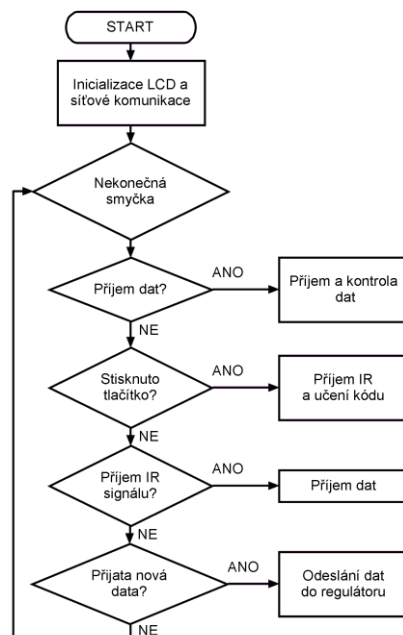 START
Inicializace LCD a
síťové komunikace
Nekonečná
smyčka
Příjem dat?
ANO
Příjem a kontrola
dat
NE
Stisknuto
tlačítko?
ANO
Příjem IR
a učení kódu
NE
Příjem IR
signálu?
ANO
Příjem dat
NE
Přijata nová
data?
ANO
Odeslání dat
do regulátoru
NE